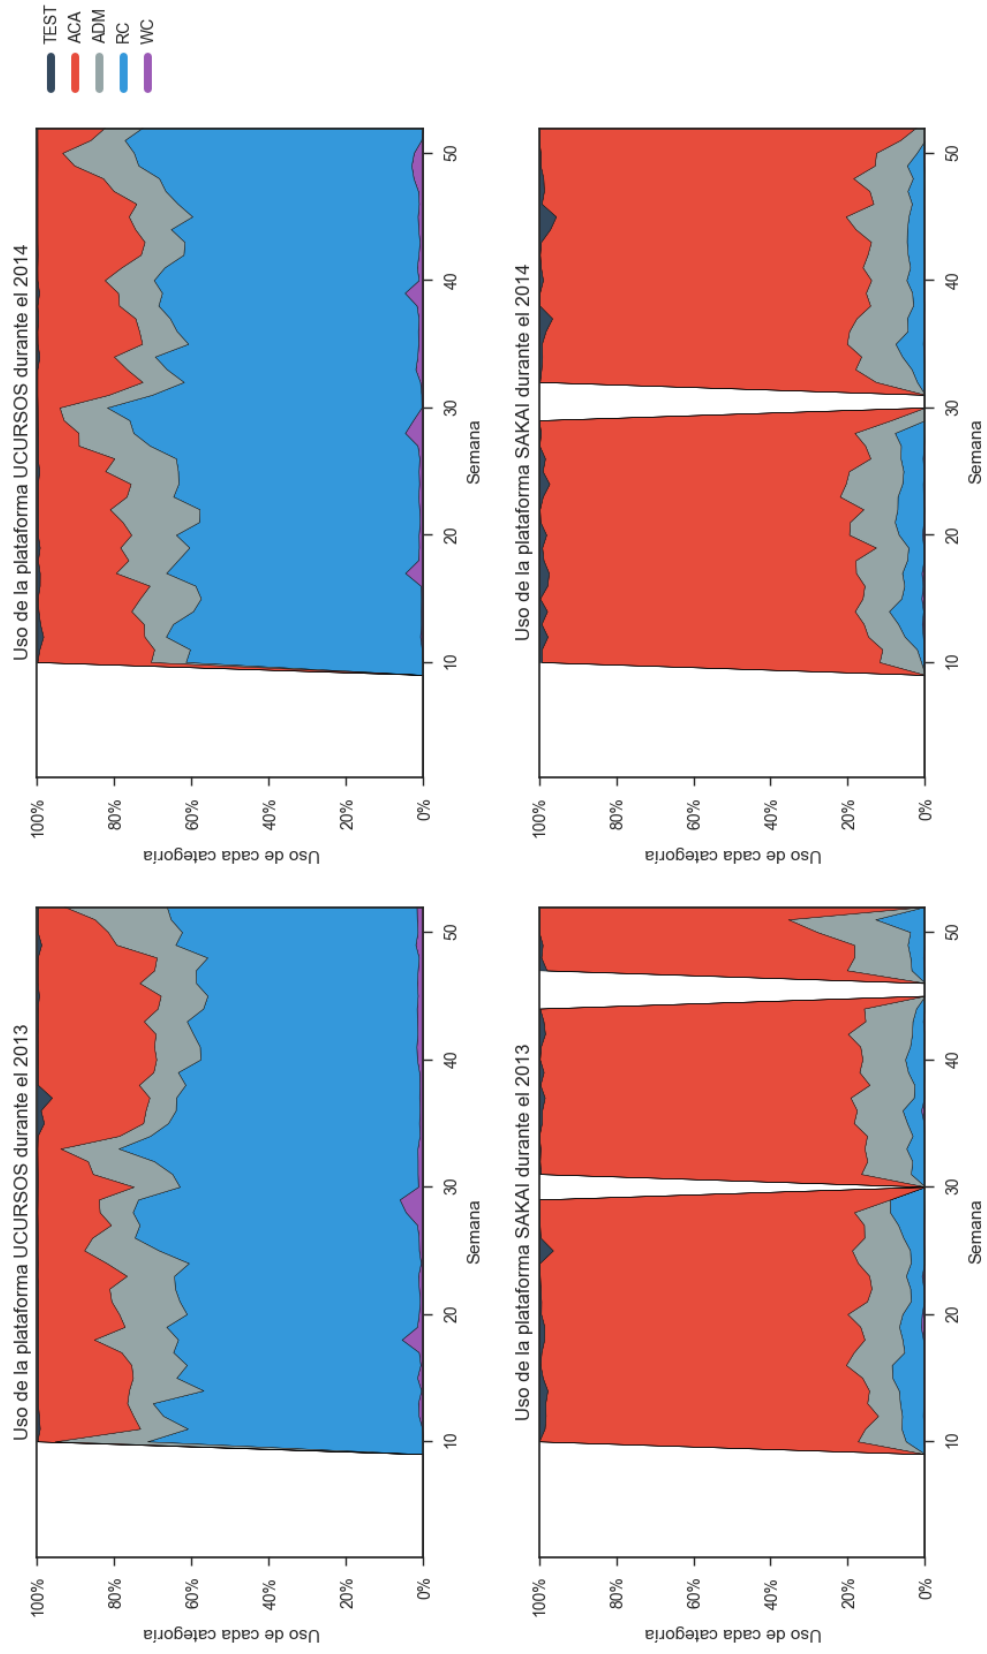 Uso de la plataforma UCURSOS durante el 2013
Uso de cada categoría
100%
80%
60%
40%
20%
0%
10
20
30
40
50
Semana
Uso de la plataforma UCURSOS durante el 2014
Uso de cada categoría
100%
80%
60%
40%
20%
0%
10
20
30
40
50
Semana
TEST
ACA
ADM
RC
WC
Uso de la plataforma SAKAI durante el 2013
Uso de cada categoría
100%
80%
60%
40%
20%
0%
10
20
30
40
50
Semana
Uso de la plataforma SAKAI durante el 2014
Uso de cada categoría
100%
80%
60%
40%
20%
0%
10
20
30
40
50
Semana